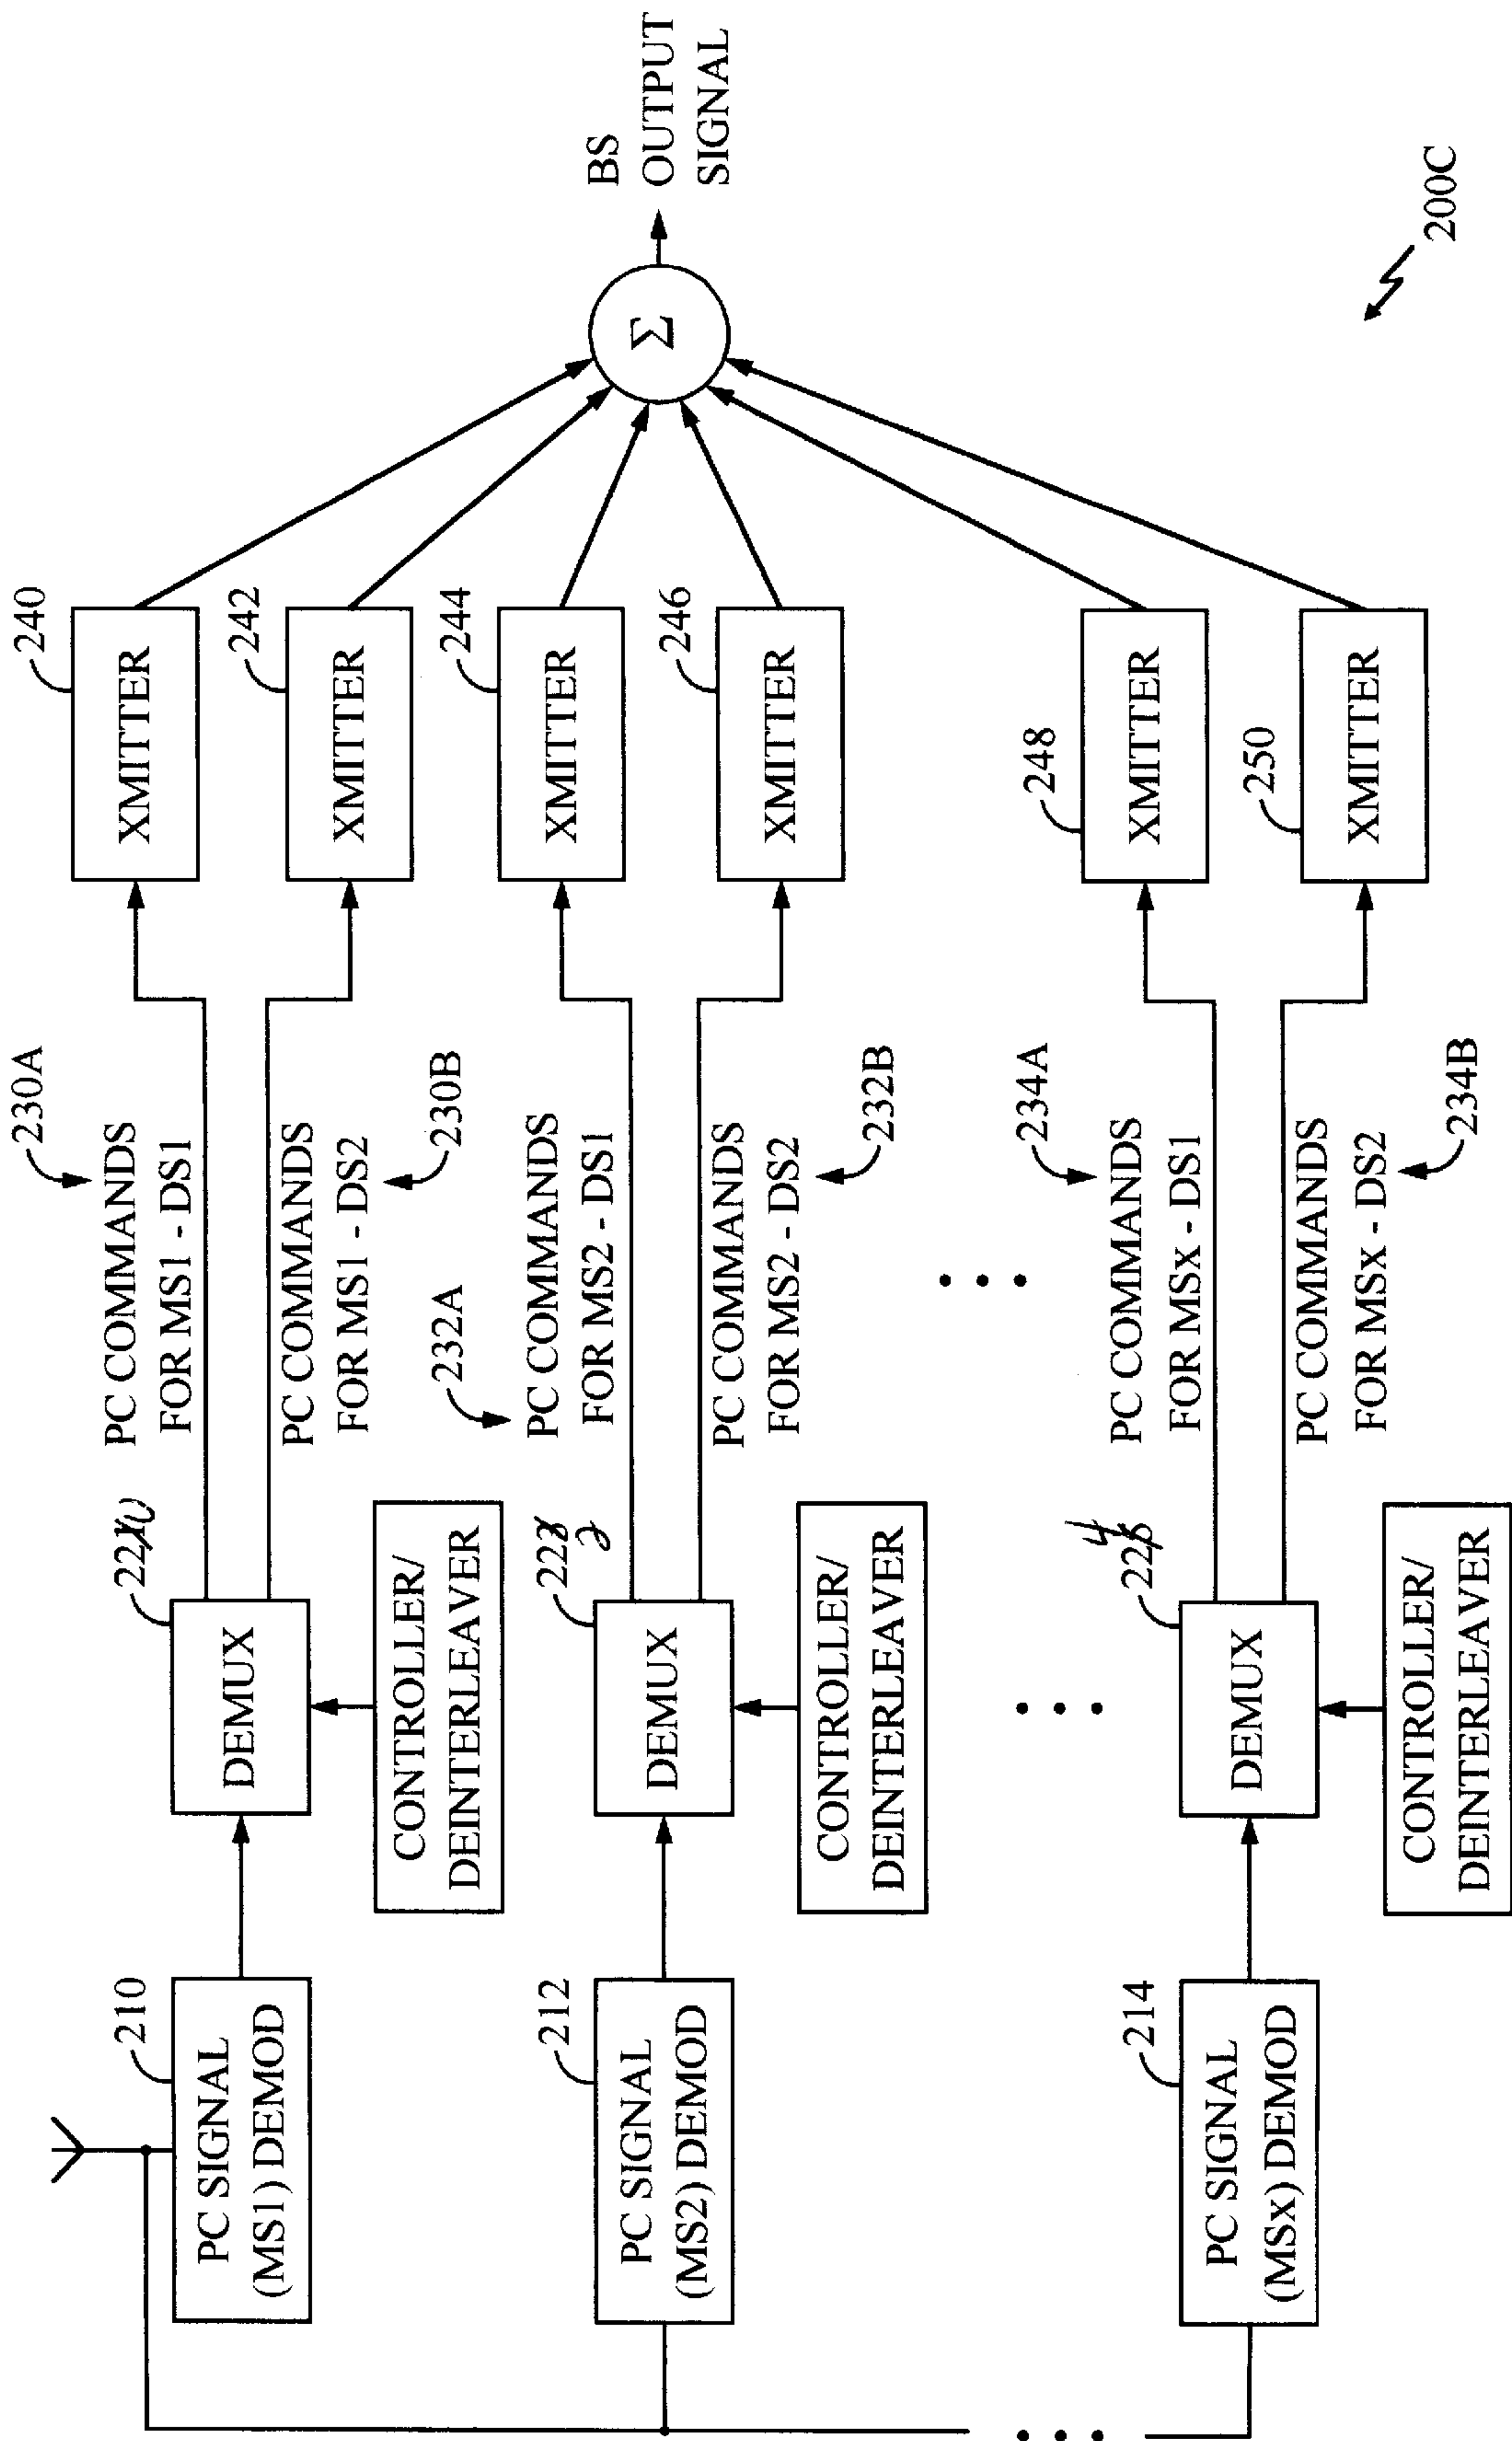 210
PC SIGNAL
(MS1) DEMOD
DEMUX
CONTROLLER/
DEINTERLEAVER
230A
PC COMMANDS
FOR MS1 - DS1
PC COMMANDS
FOR MS1 - DS2
230B
240
XMITTER
242
XMITTER
212
PC SIGNAL
(MS2) DEMOD
DEMUX
CONTROLLER/
DEINTERLEAVER
232A
PC COMMANDS
FOR MS2 - DS1
PC COMMANDS
FOR MS2 - DS2
232B
244
XMITTER
246
XMITTER
Σ
BS
OUTPUT
SIGNAL
214
PC SIGNAL
(MSx) DEMOD
DEMUX
CONTROLLER/
DEINTERLEAVER
234A
PC COMMANDS
FOR MSx - DS1
PC COMMANDS
FOR MSx - DS2
234B
248
XMITTER
250
XMITTER
200C